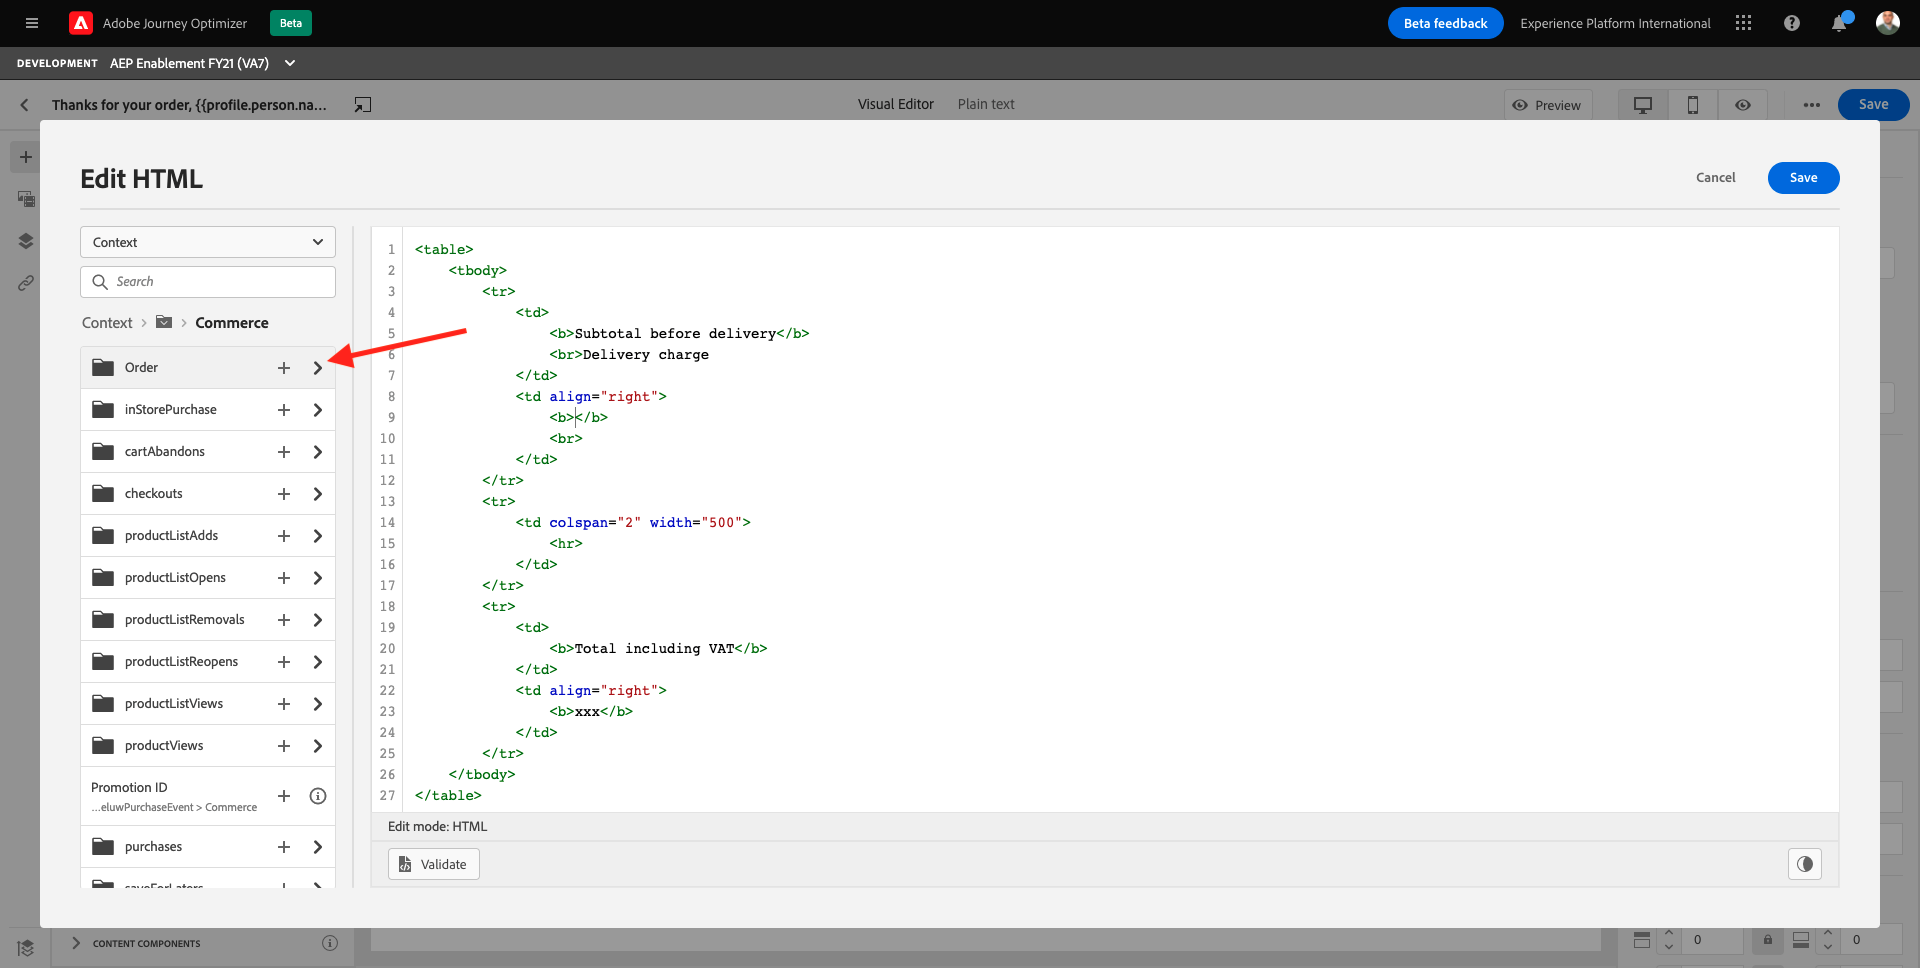 Adobe Journey Optimizer Beta Beta feedback Experience Platform International
DEVELOPMENT AEP Enablement FY21 (VA7)
Thanks for your order, {{profile.person.na... Visual Editor Plain text Preview ••• Save
Edit HTML Cancel Save
Context
Search
Context > > Commerce
Order
inStorePurchase
cartAbandons
checkouts
productListAdds
productListOpens
productListRemovals
productListReopens
productListViews
productViews
Promotion ID
...eluwPurchaseEvent > Commerce
purchases
saveForLaters
1 <table>
2 <tbody>
3 <tr>
4 <td>
5 <b>Subtotal before delivery</b>
6 <br>Delivery charge
7 </td>
8 <td align="right">
9 <b></b>
10 <br>
11 </td>
12 </tr>
13 <tr>
14 <td colspan="2" width="500">
15 <hr>
16 </td>
17 </tr>
18 <tr>
19 <td>
20 <b>Total including VAT</b>
21 </td>
22 <td align="right">
23 <b>xxx</b>
24 </td>
25 </tr>
26 </tbody>
27 </table>
Edit mode: HTML
Validate
CONTENT COMPONENTS
0 0